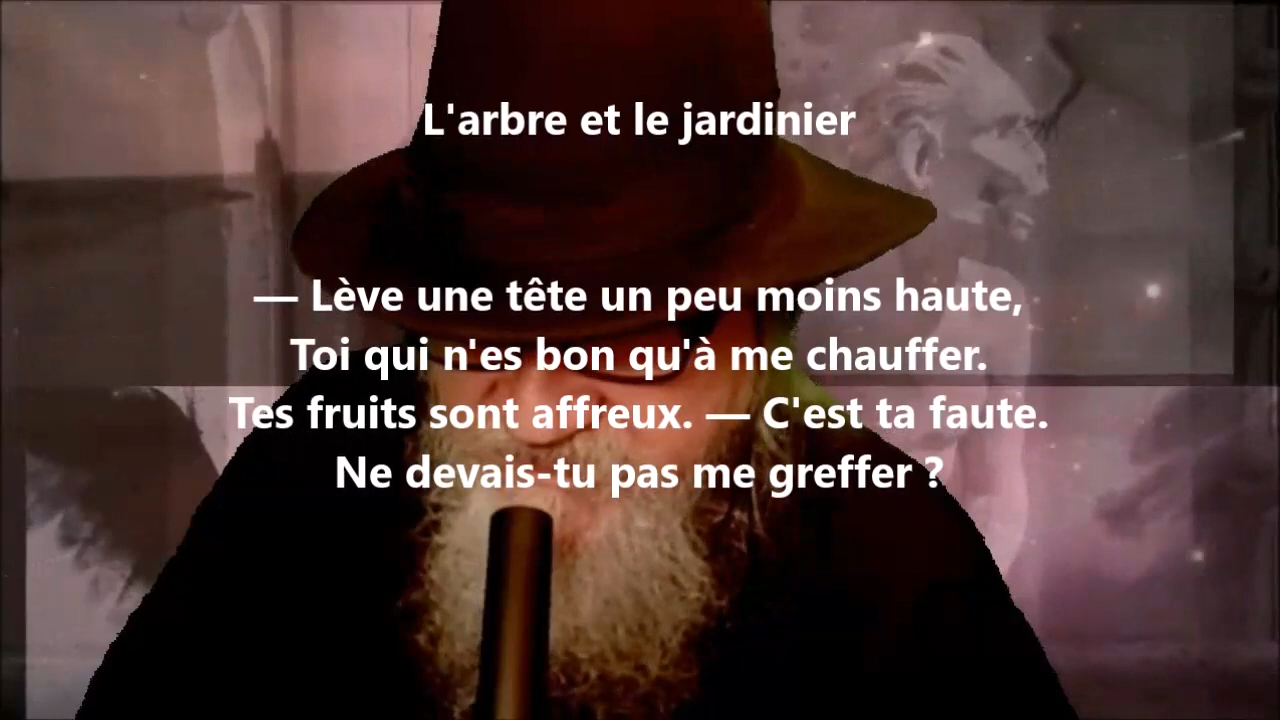 L'arbre et le jardinier
— Lève une tête un peu moins haute,
Toi qui n'es bon qu'à me chauffer.
Tes fruits sont affreux. — C'est ta faute.
Ne devais-tu pas me greffer ?